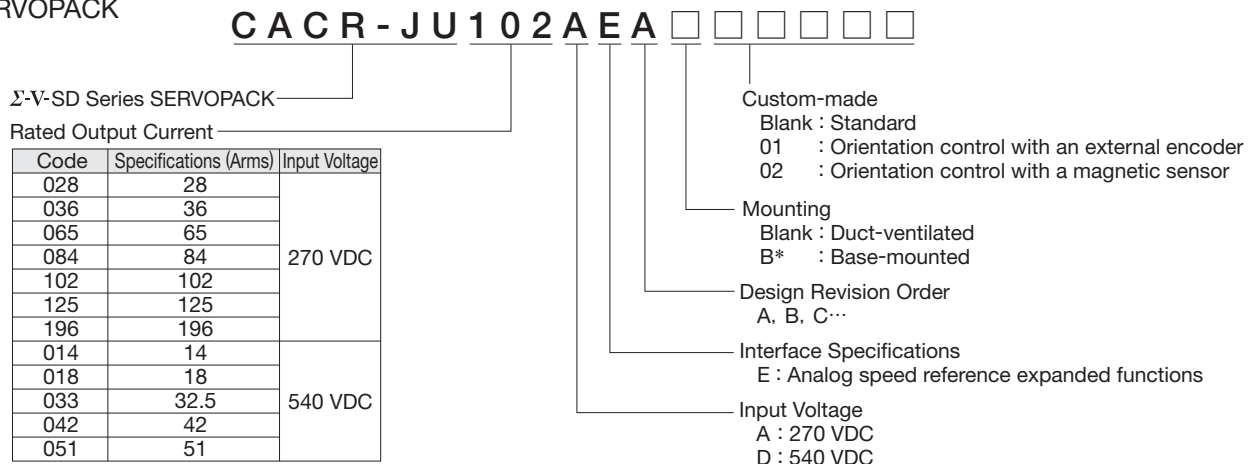 RVOPACK
CACR-JU102AEA□□□□□□
Σ-V-SD Series SERVOPACK
Rated Output Current
Code Specifications (Arms) Input Voltage
028 28
036 36
065 65
084 84 270 VDC
102 102
125 125
196 196
014 14
018 18
033 32.5 540 VDC
042 42
051 51
Custom-made
Blank : Standard
01 : Orientation control with an external encoder
02 : Orientation control with a magnetic sensor
Mounting
Blank : Duct-ventilated
B* : Base-mounted
Design Revision Order
A, B, C…
Interface Specifications
E : Analog speed reference expanded functions
Input Voltage
A : 270 VDC
D : 540 VDC